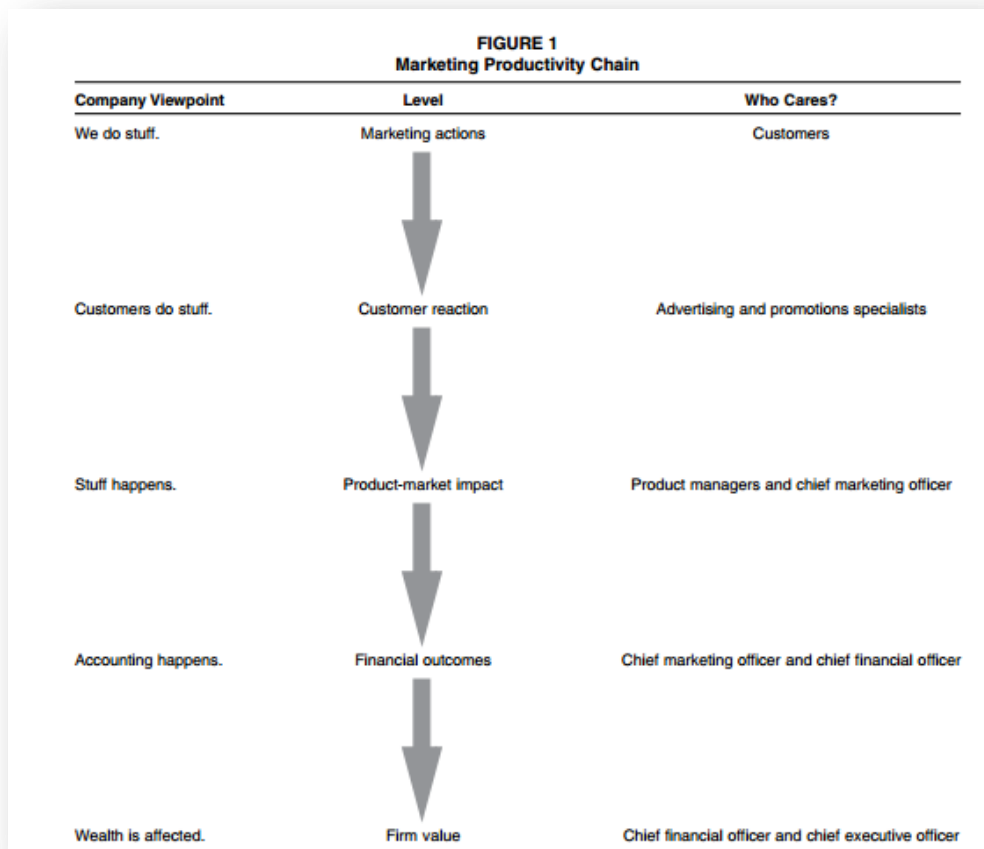 FIGURE 1
Marketing Productivity Chain
Company Viewpoint Level Who Cares?
We do stuff. Marketing actions Customers
Customers do stuff. Customer reaction Advertising and promotions specialists
Stuff happens. Product-market impact Product managers and chief marketing officer
Accounting happens. Financial outcomes Chief marketing officer and chief financial officer
Wealth is affected. Firm value Chief financial officer and chief executive officer